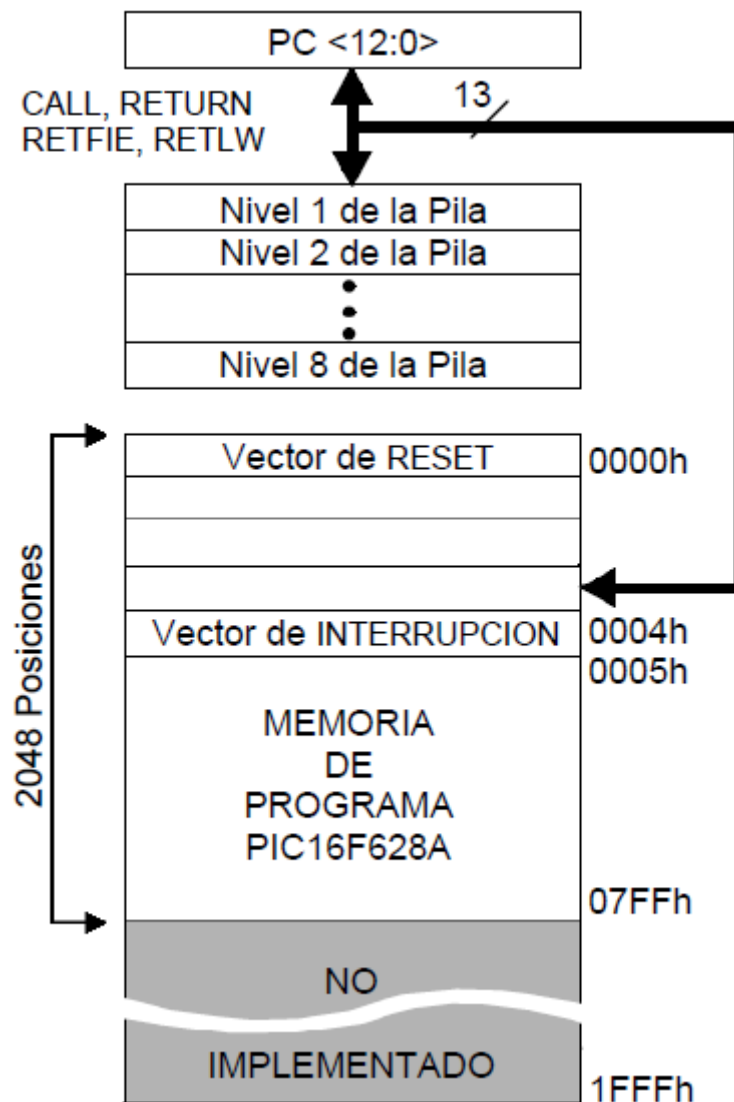 PC <12:0>
CALL, RETURN
RETFIE, RETLW
13
Nivel 1 de la Pila
Nivel 2 de la Pila
Nivel 8 de la Pila
Vector de RESET
0000h
Vector de INTERRUPCION
0004h
0005h
2048 Posiciones
MEMORIA
DE
PROGRAMA
PIC16F628A
07FFh
NO
IMPLEMENTADO
1FFFh